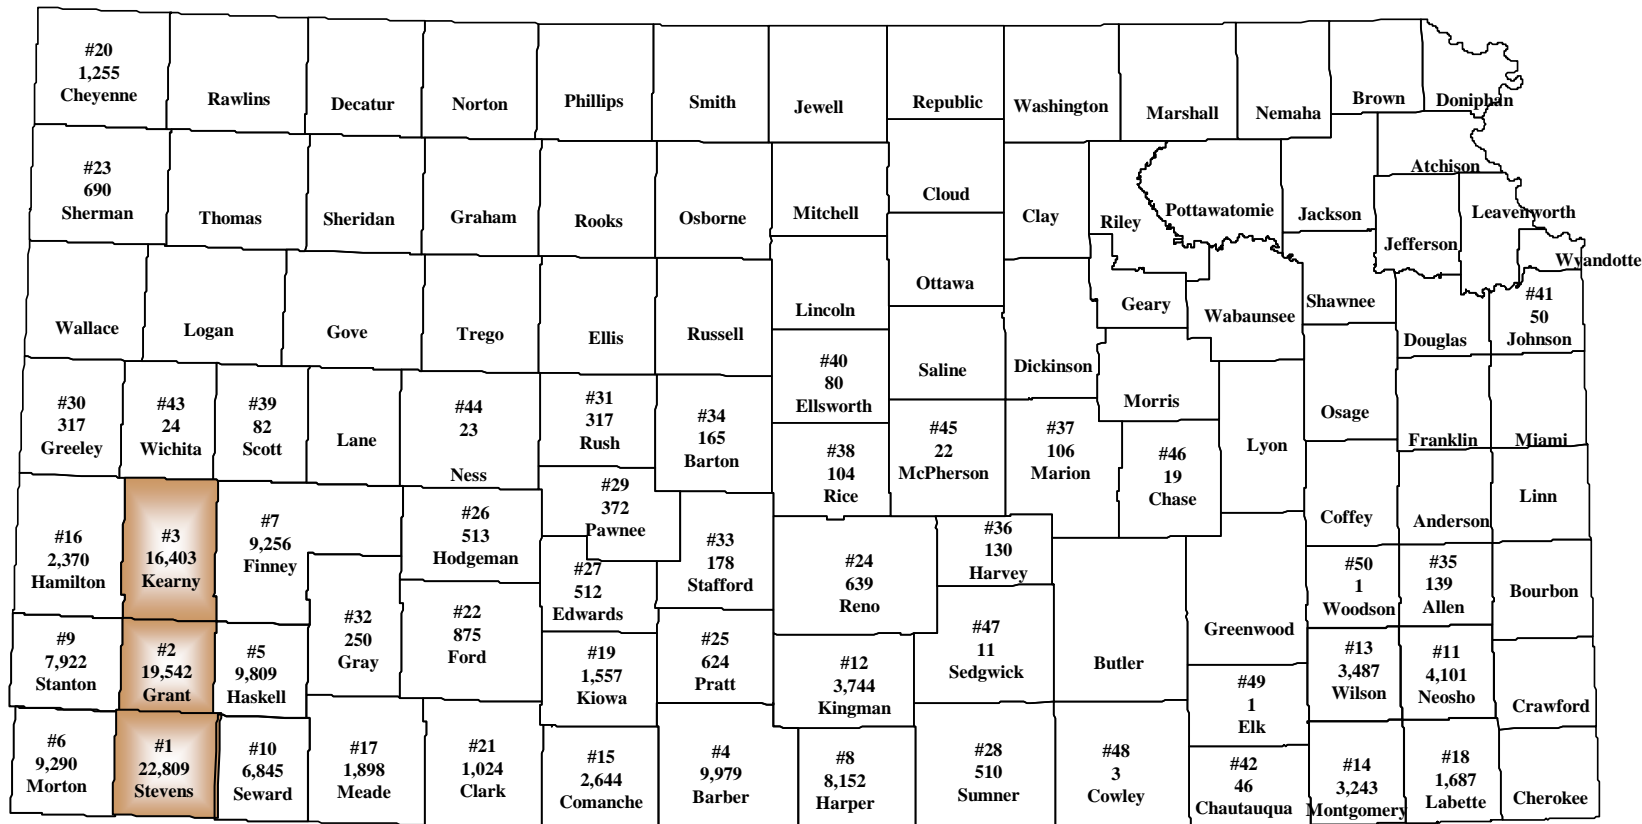 #20
1,255
Cheyenne
Rawlins
Decatur
Norton
Phillips
Smith
Jewell
Republic
Washington
Marshall
Nemaha
Brown
Doniphan
#23
690
Sherman
Thomas
Sheridan
Graham
Rooks
Osborne
Mitchell
Cloud
Clay
Riley
Pottawatomie
Jackson
Atchison
Jefferson
Leavenworth
Wyandotte
Wallace
Logan
Gove
Trego
Ellis
Russell
Lincoln
Ottawa
Saline
Dickinson
Geary
Wabaunsee
Shawnee
Douglas
#41
50
Johnson
#30
317
Greeley
#43
24
Wichita
#39
82
Scott
Lane
#44
23
Ness
#31
317
Rush
#34
165
Barton
#40
80
Ellsworth
#38
104
Rice
#45
22
McPherson
#37
106
Marion
Morris
#46
19
Chase
Lyon
Osage
Franklin
Miami
#16
2,370
Hamilton
#3
16,403
Kearny
#7
9,256
Finney
#26
513
Hodgeman
#29
372
Pawnee
#27
512
Edwards
#33
178
Stafford
#24
639
Reno
#36
130
Harvey
Coffey
Anderson
Linn
#9
7,922
Stanton
#2
19,542
Grant
#5
9,809
Haskell
#32
250
Gray
#22
875
Ford
#19
1,557
Kiowa
#25
624
Pratt
#12
3,744
Kingman
#47
11
Sedgwick
Butler
Greenwood
#50
1
Woodson
#35
139
Allen
Bourbon
#49
1
Elk
#13
3,487
Wilson
#11
4,101
Neosho
Crawford
#6
9,290
Morton
#1
22,809
Stevens
#10
6,845
Seward
#17
1,898
Meade
#21
1,024
Clark
#15
2,644
Comanche
#4
9,979
Barber
#8
8,152
Harper
#28
510
Sumner
#48
3
Cowley
#42
46
Chautauqua
#14
3,243
Montgomery
#18
1,687
Labette
Cherokee